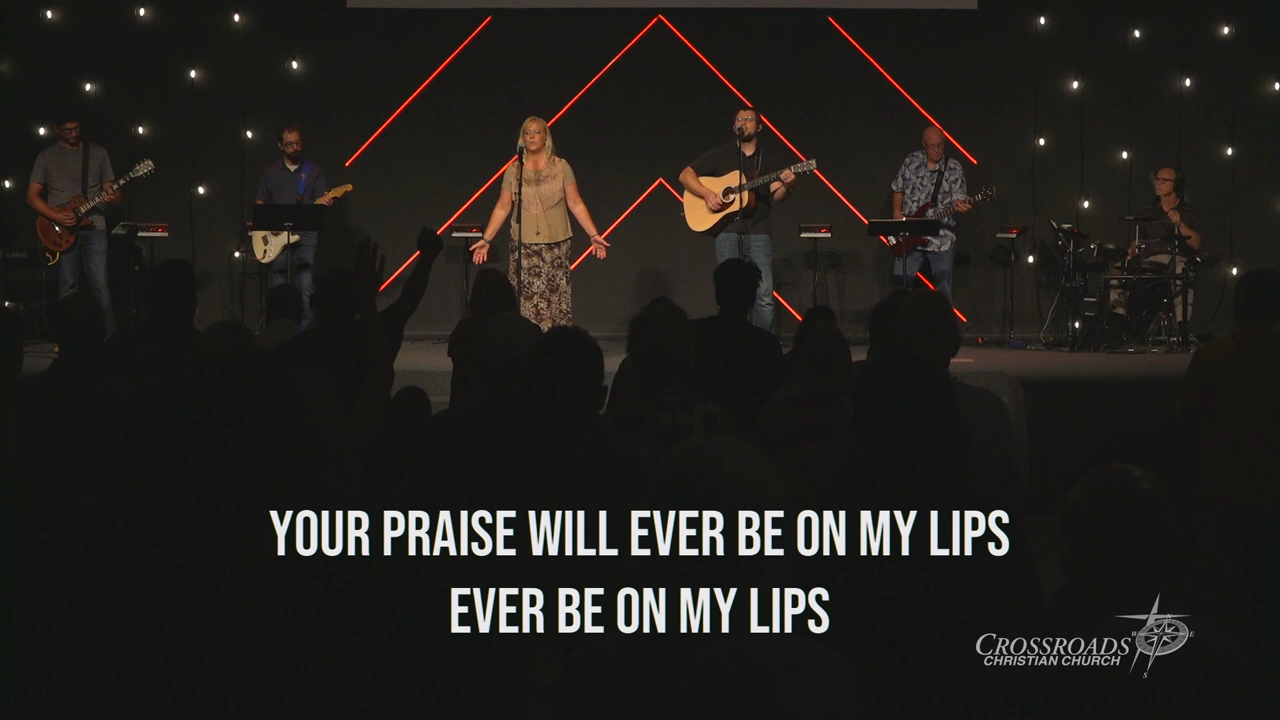 YOUR PRAISE WILL EVER BE ON MY LIPS
EVER BE ON MY LIPS
CROSSROADS
CHRISTIAN CHURCH
W
E
S